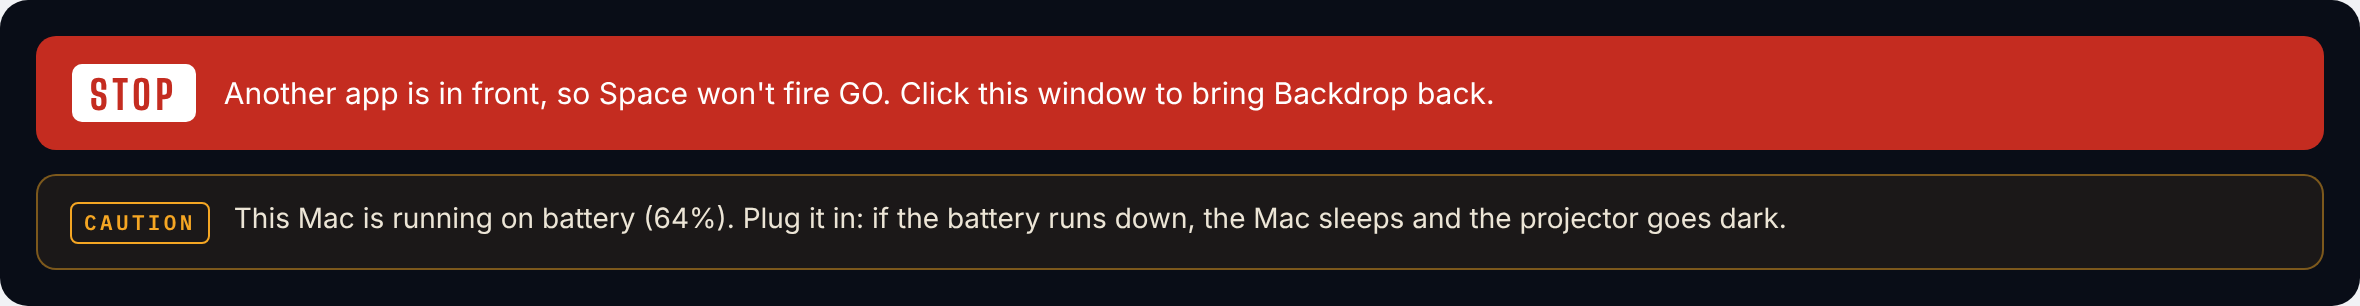 STOP Another app is in front, so Space won't fire GO. Click this window to bring Backdrop back.
CAUTION This Mac is running on battery (64%). Plug it in: if the battery runs down, the Mac sleeps and the projector goes dark.